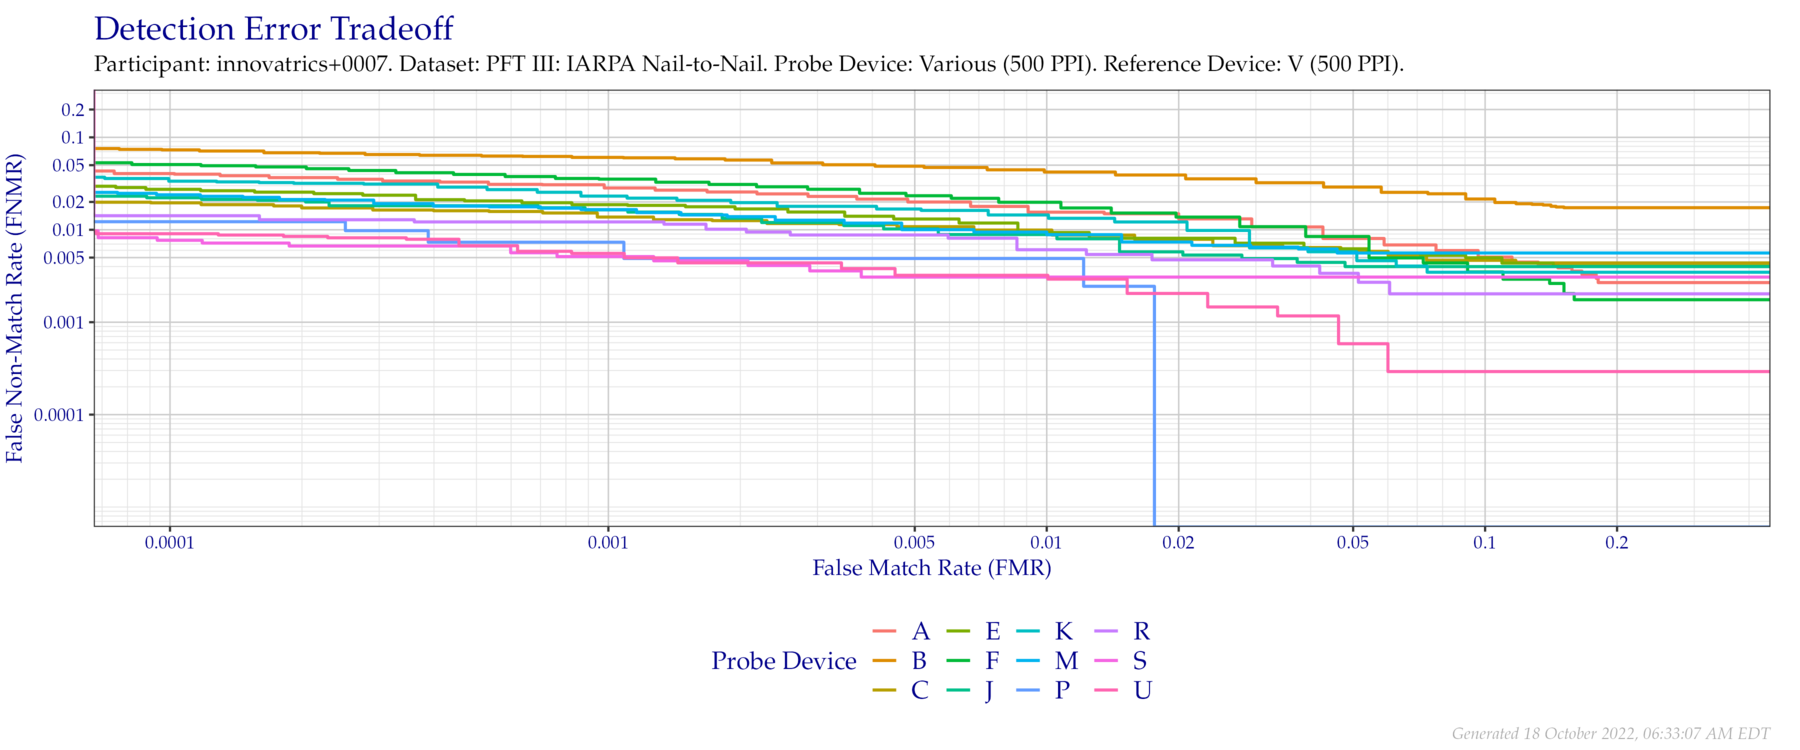 Detection Error Tradeoff
Participant: innovatrics+0007. Dataset: PFT III: IARPA Nail-to-Nail. Probe Device: Various (500 PPI). Reference Device: V (500 PPI).
False Non-Match Rate (FNMR)
0.2
0.1
0.05
0.02
0.01
0.005
0.001
0.0001
0.0001 0.001 0.005 0.01 0.02 0.05 0.1 0.2
False Match Rate (FMR)
Probe Device
A E K R
B F M S
C J P U
Generated 18 October 2022, 06:33:07 AM EDT